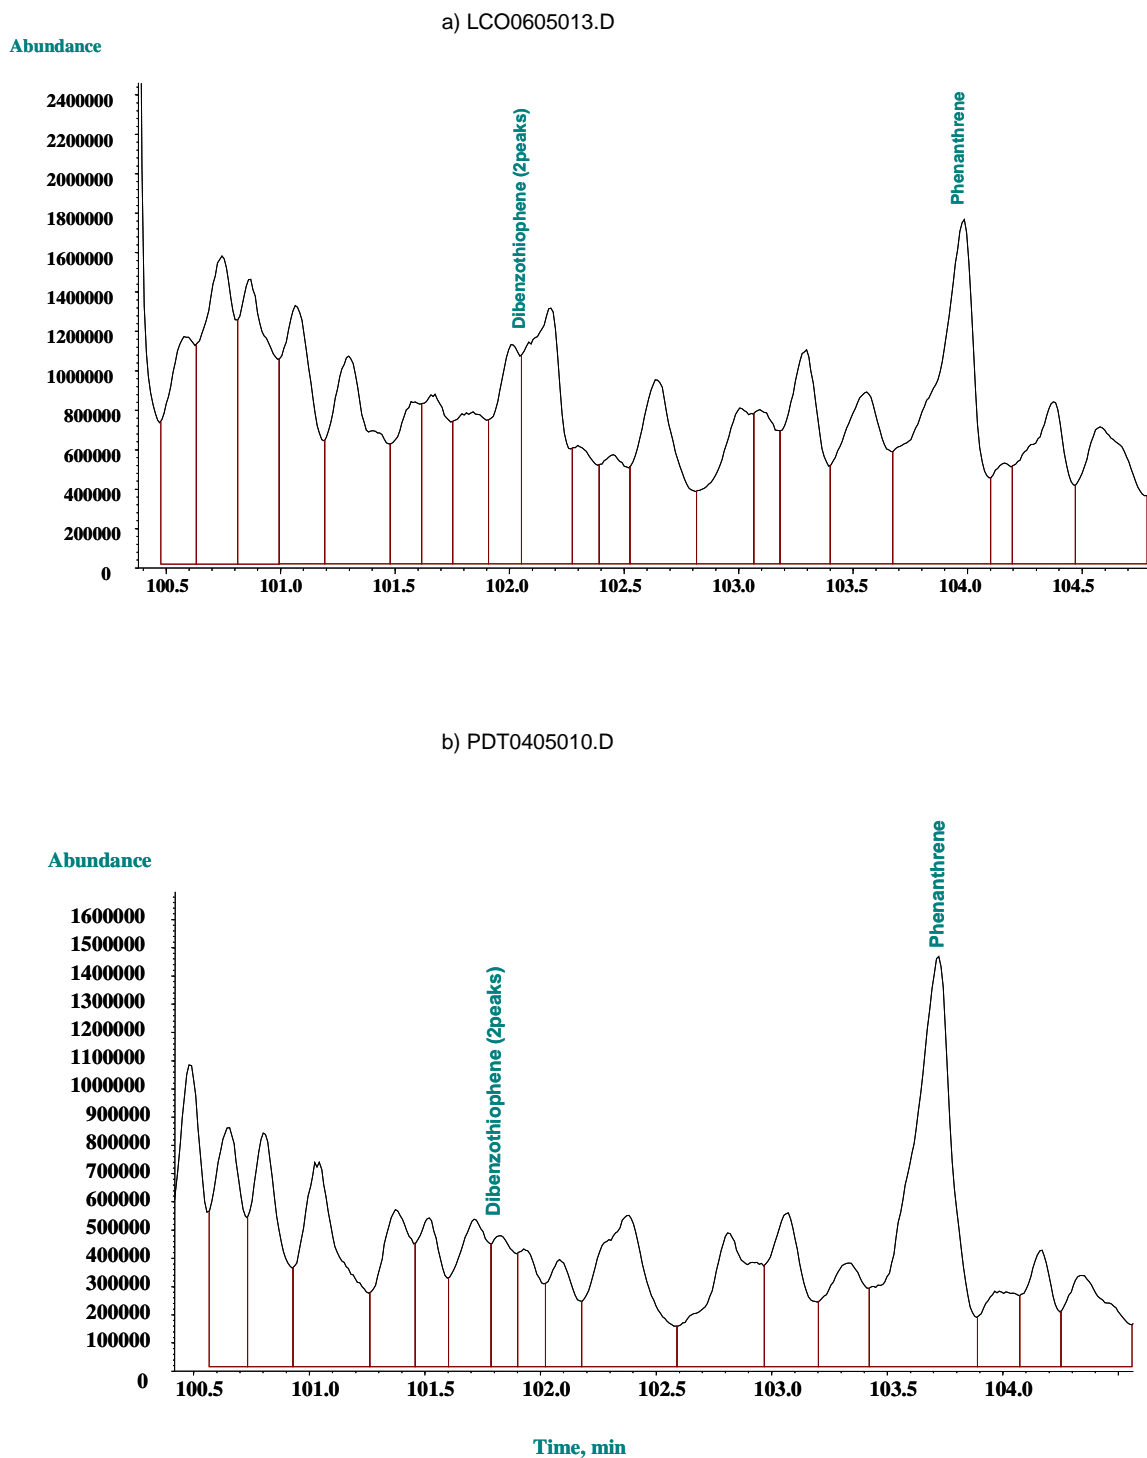 a) LCO0605013.D
Abundance
2400000
2200000
2000000
1800000
1600000
1400000
1200000
1000000
800000
600000
400000
200000
0
Dibenzothiophene (2peaks)
Phenanthrene
100.5 101.0 101.5 102.0 102.5 103.0 103.5 104.0 104.5
b) PDT0405010.D
Abundance
1600000
1500000
1400000
1300000
1200000
1100000
1000000
900000
800000
700000
600000
500000
400000
300000
200000
100000
0
Dibenzothiophene (2peaks)
Phenanthrene
100.5 101.0 101.5 102.0 102.5 103.0 103.5 104.0
Time, min